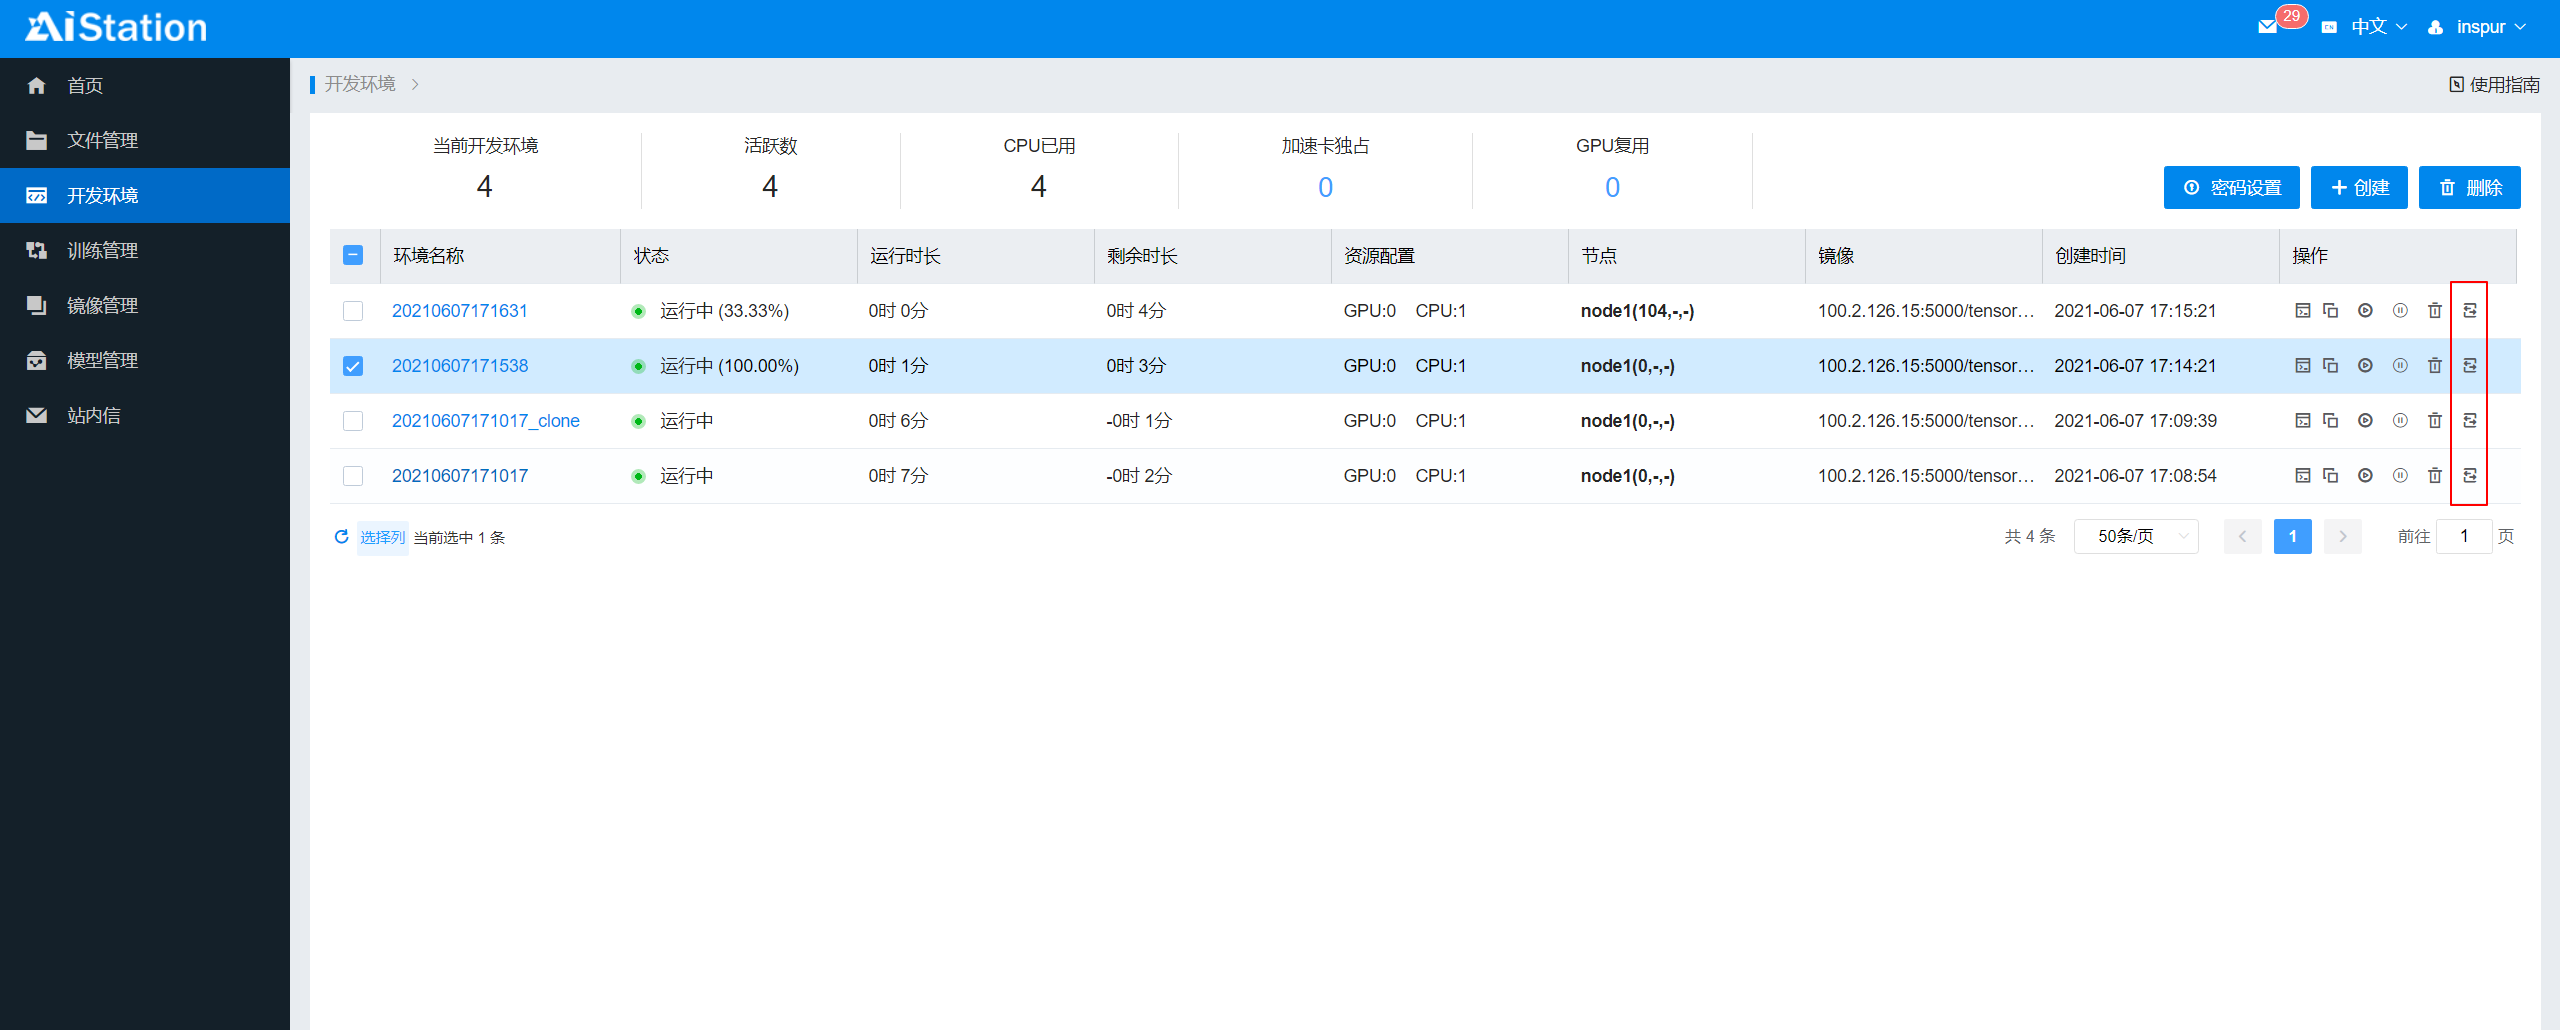 AiStation
29
EN
中文
inspur
首页
文件管理
开发环境
训练管理
镜像管理
模型管理
站内信
开发环境
使用指南
当前开发环境
4
活跃数
4
CPU已用
4
加速卡独占
0
GPU复用
0
密码设置
创建
删除
环境名称 状态 运行时长 剩余时长 资源配置 节点 镜像 创建时间 操作
20210607171631 运行中 (33.33%) 0时 0分 0时 4分 GPU:0 CPU:1 node1(104,-,-) 100.2.126.15:5000/tensor... 2021-06-07 17:15:21
20210607171538 运行中 (100.00%) 0时 1分 0时 3分 GPU:0 CPU:1 node1(0,-,-) 100.2.126.15:5000/tensor... 2021-06-07 17:14:21
20210607171017_clone 运行中 0时 6分 -0时 1分 GPU:0 CPU:1 node1(0,-,-) 100.2.126.15:5000/tensor... 2021-06-07 17:09:39
20210607171017 运行中 0时 7分 -0时 2分 GPU:0 CPU:1 node1(0,-,-) 100.2.126.15:5000/tensor... 2021-06-07 17:08:54
选择列 当前选中 1 条
共 4 条 50条/页 1 前往 1 页